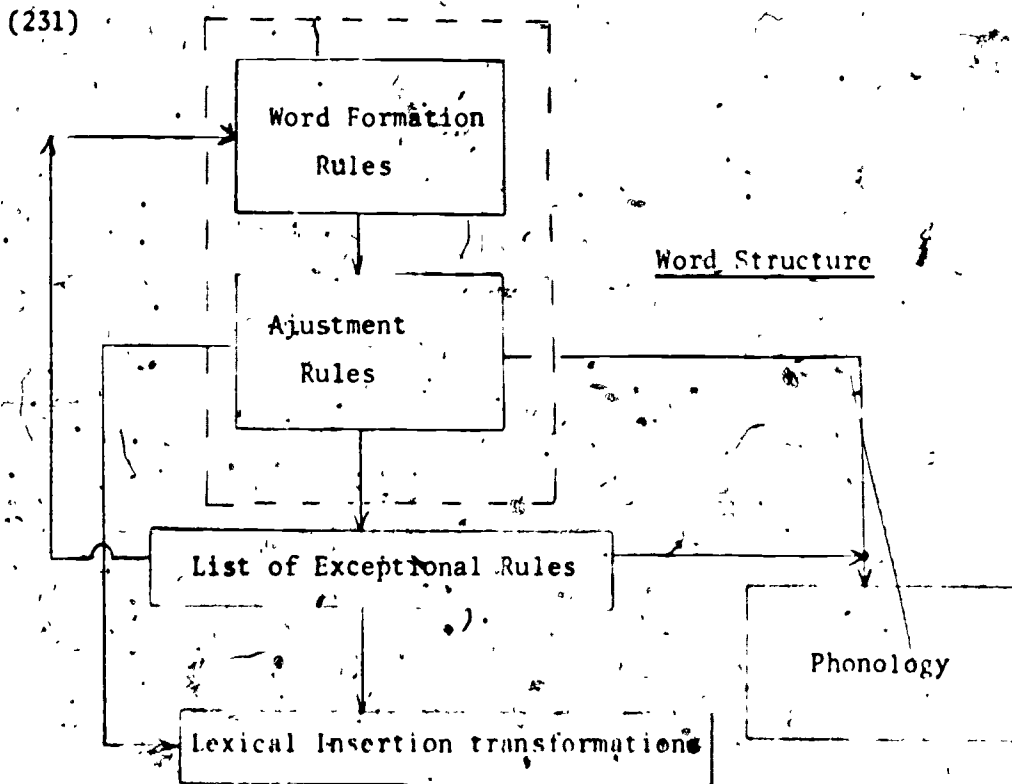 (231)
Word Formation
Rules
Word Structure
Ajustment
Rules
List of Exceptional Rules
Phonology
Lexical Insertion transformations